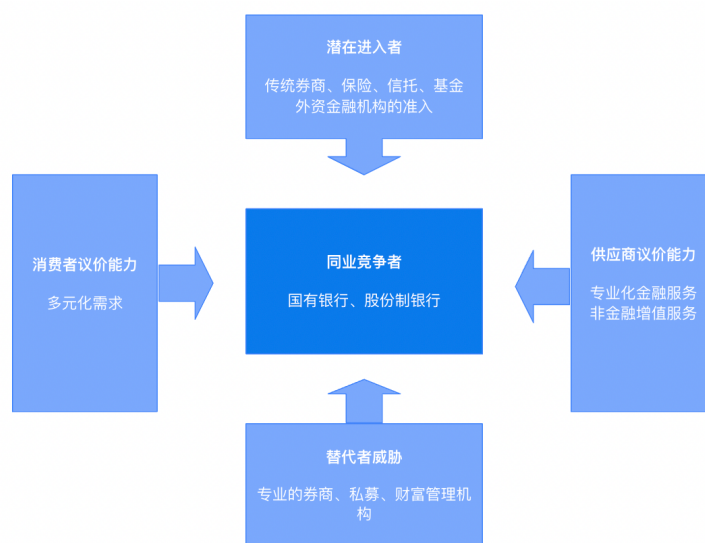 潜在进入者
传统券商、保险、信托、基金
外资金融机构的准入
消费者议价能力
多元化需求
同业竞争者
国有银行、股份制银行
供应商议价能力
专业化金融服务
非金融增值服务
替代者威胁
专业的券商、私募、财富管理机
构